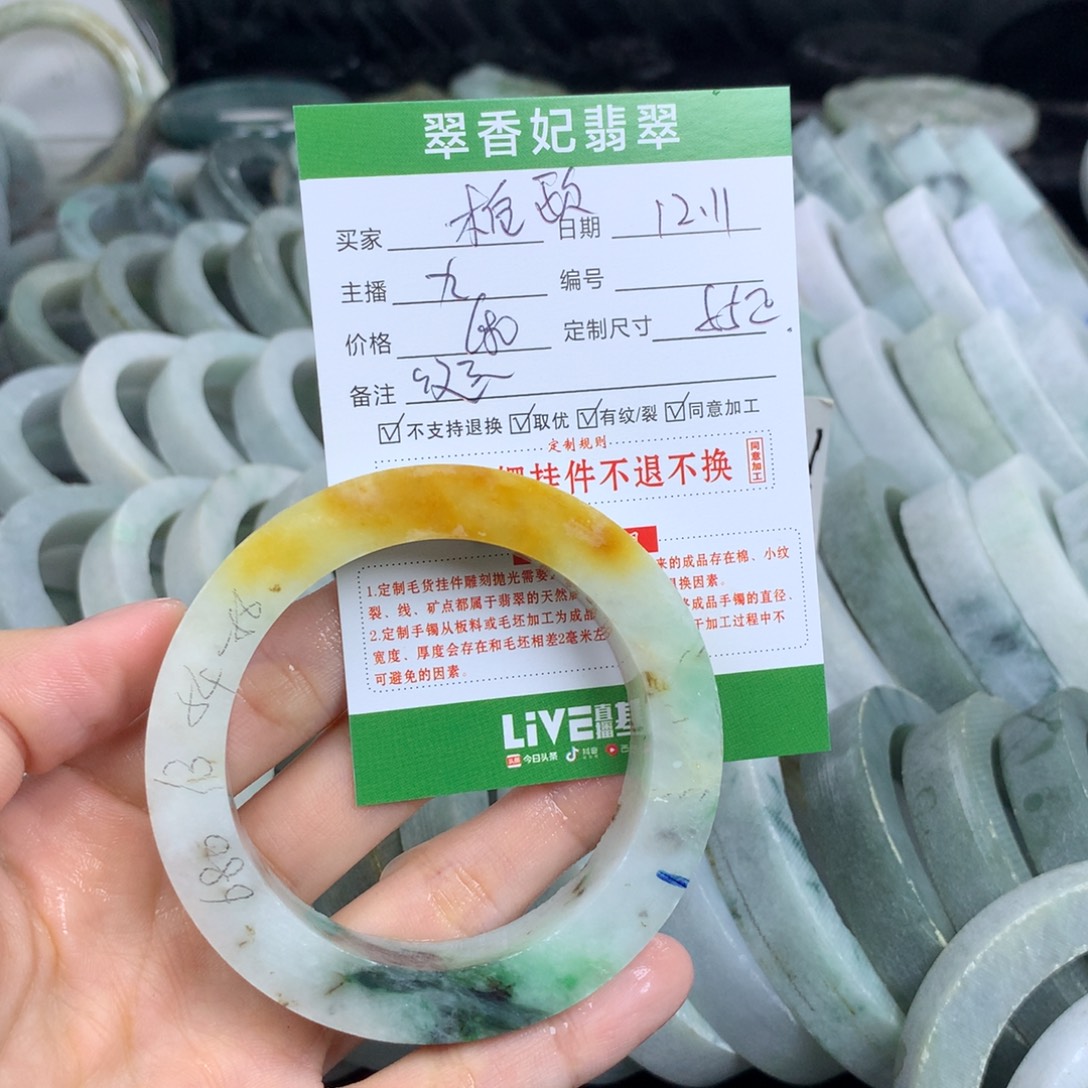 翠香妃翡翠
买家 日期 12.11
主播 九 编号
价格 定制尺寸
备注
不支持退换 取优 有纹/裂 同意加工
定制规则
挂件不退不换 同意加工
1.定制毛货挂件雕刻抛光需要 来的成品存在棉、小纹
裂、线、矿点都属于翡翠的天然 退换因素。
2.定制手镯从板料或毛坯加工为成品 成品手镯的直径、
宽度、厚度会存在和毛坯相差2毫米左 于加工过程中不
可避免的因素。
LiVE直播基
头条 今日头条 抖音 西
13
680